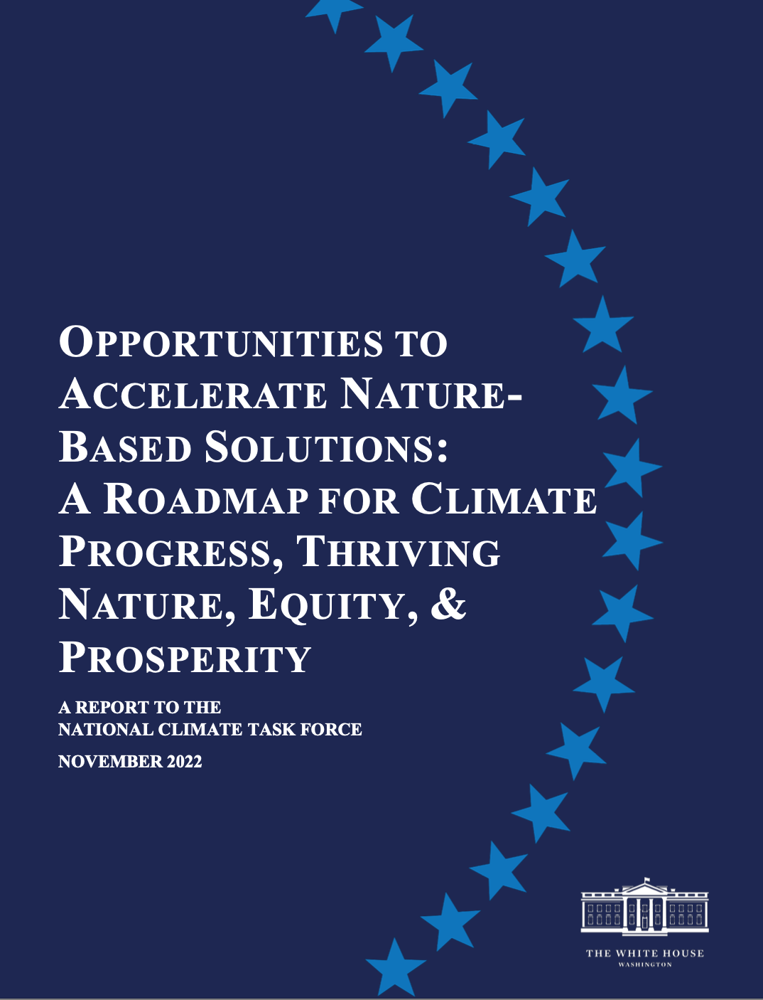 Opportunities to
Accelerate Nature-
Based Solutions:
A Roadmap for Climate
Progress, Thriving
Nature, Equity, &
Prosperity
A REPORT TO THE
NATIONAL CLIMATE TASK FORCE
NOVEMBER 2022
THE WHITE HOUSE
WASHINGTON